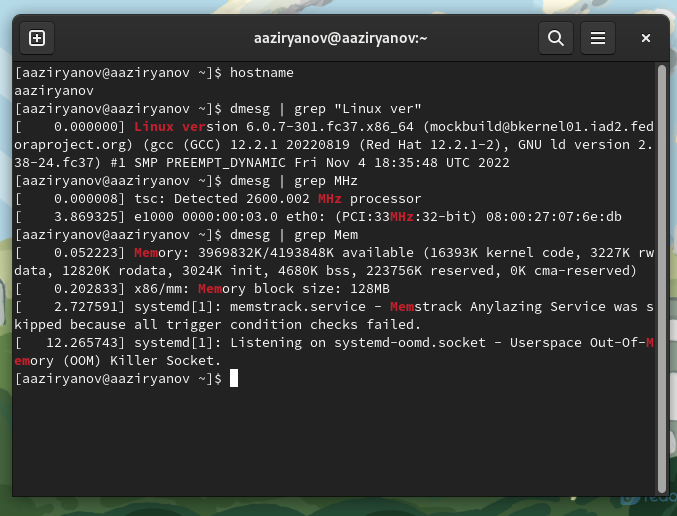 aaziryanov@aaziryanov:~
[aaziryanov@aaziryanov ~]$ hostname
aaziryanov
[aaziryanov@aaziryanov ~]$ dmesg | grep "Linux ver"
[    0.000000] Linux version 6.0.7-301.fc37.x86_64 (mockbuild@bkernel01.iad2.fed
oraproject.org) (gcc (GCC) 12.2.1 20220819 (Red Hat 12.2.1-2), GNU ld version 2.
38-24.fc37) #1 SMP PREEMPT_DYNAMIC Fri Nov 4 18:35:48 UTC 2022
[aaziryanov@aaziryanov ~]$ dmesg | grep MHz
[    0.000008] tsc: Detected 2600.002 MHz processor
[    3.869325] e1000 0000:00:03.0 eth0: (PCI:33MHz:32-bit) 08:00:27:07:6e:db
[aaziryanov@aaziryanov ~]$ dmesg | grep Mem
[    0.052223] Memory: 3969832K/4193848K available (16393K kernel code, 3227K rw
data, 12820K rodata, 3024K init, 4680K bss, 223756K reserved, 0K cma-reserved)
[    0.202833] x86/mm: Memory block size: 128MB
[    2.727591] systemd[1]: memstrack.service - Memstrack Anylazing Service was s
kipped because all trigger condition checks failed.
[   12.265743] systemd[1]: Listening on systemd-oomd.socket - Userspace Out-Of-M
emory (OOM) Killer Socket.
[aaziryanov@aaziryanov ~]$